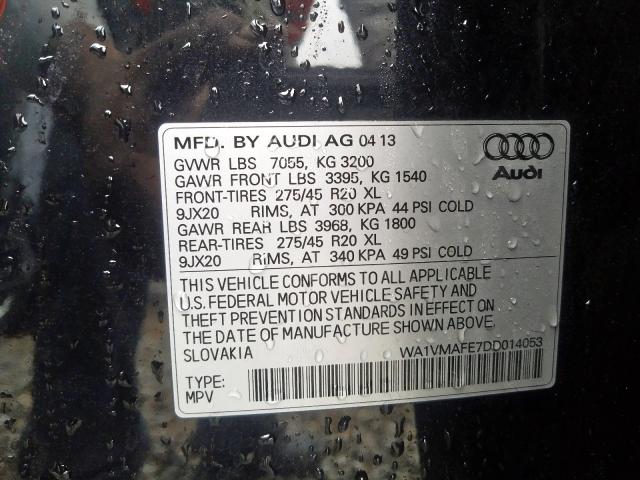 MFD. BY AUDI AG 04 13
GVWR LBS 7055, KG 3200
GAWR FRONT LBS 3395, KG 1540
FRONT-TIRES 275/45 R20 XL
9JX20 RIMS, AT 300 KPA 44 PSI COLD
GAWR REAR LBS 3968, KG 1800
REAR-TIRES 275/45 R20 XL
9JX20 RIMS, AT 340 KPA 49 PSI COLD
Audi
THIS VEHICLE CONFORMS TO ALL APPLICABLE
U.S. FEDERAL MOTOR VEHICLE SAFETY AND
THEFT PREVENTION STANDARDS IN EFFECT ON
THE DATE OF MANUFACTURE SHOWN ABOVE.
SLOVAKIA WA1VMAFE7DD014053
TYPE:
MPV